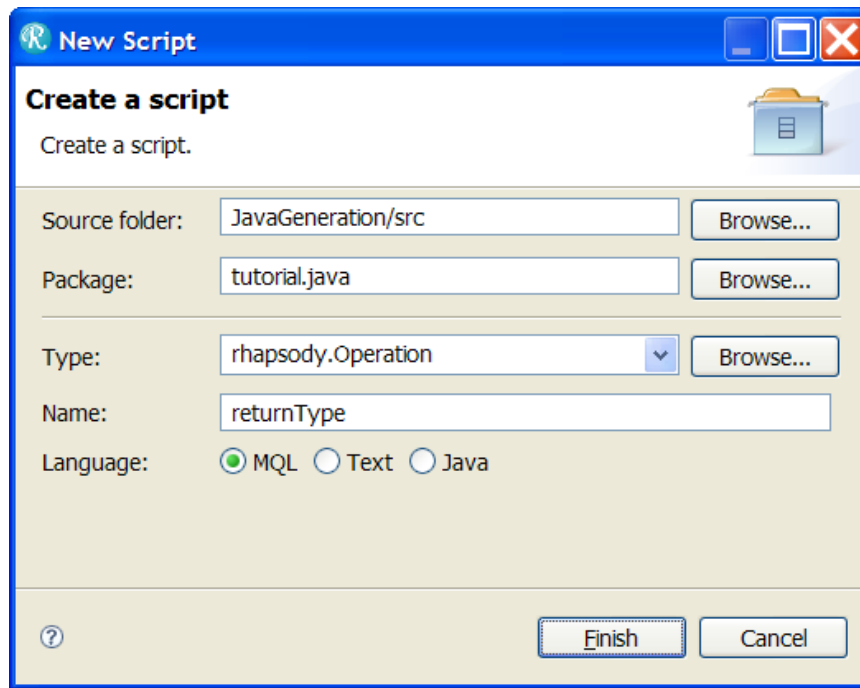 New Script
Create a script
Create a script.
Source folder: JavaGeneration/src Browse...
Package: tutorial.java Browse...
Type: rhapsody.Operation Browse...
Name: returnType
Language: MQL Text Java
? Finish Cancel